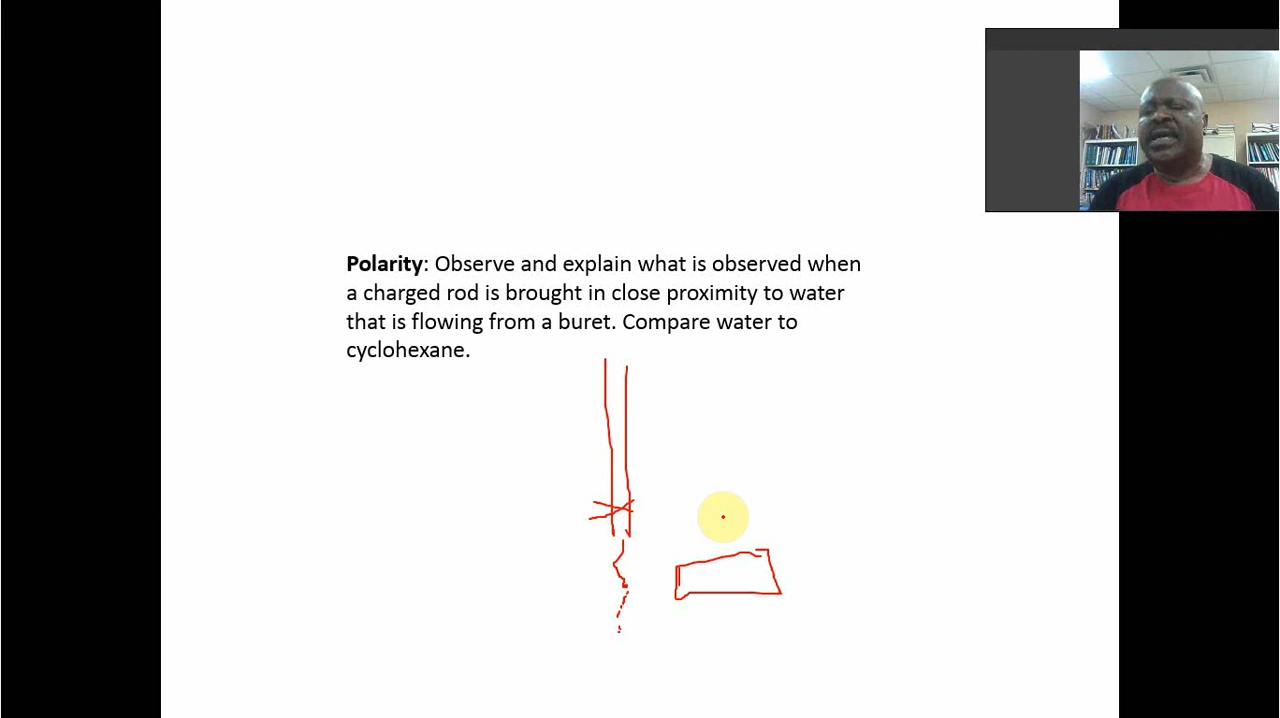 Polarity: Observe and explain what is observed when
a charged rod is brought in close proximity to water
that is flowing from a buret. Compare water to
cyclohexane.